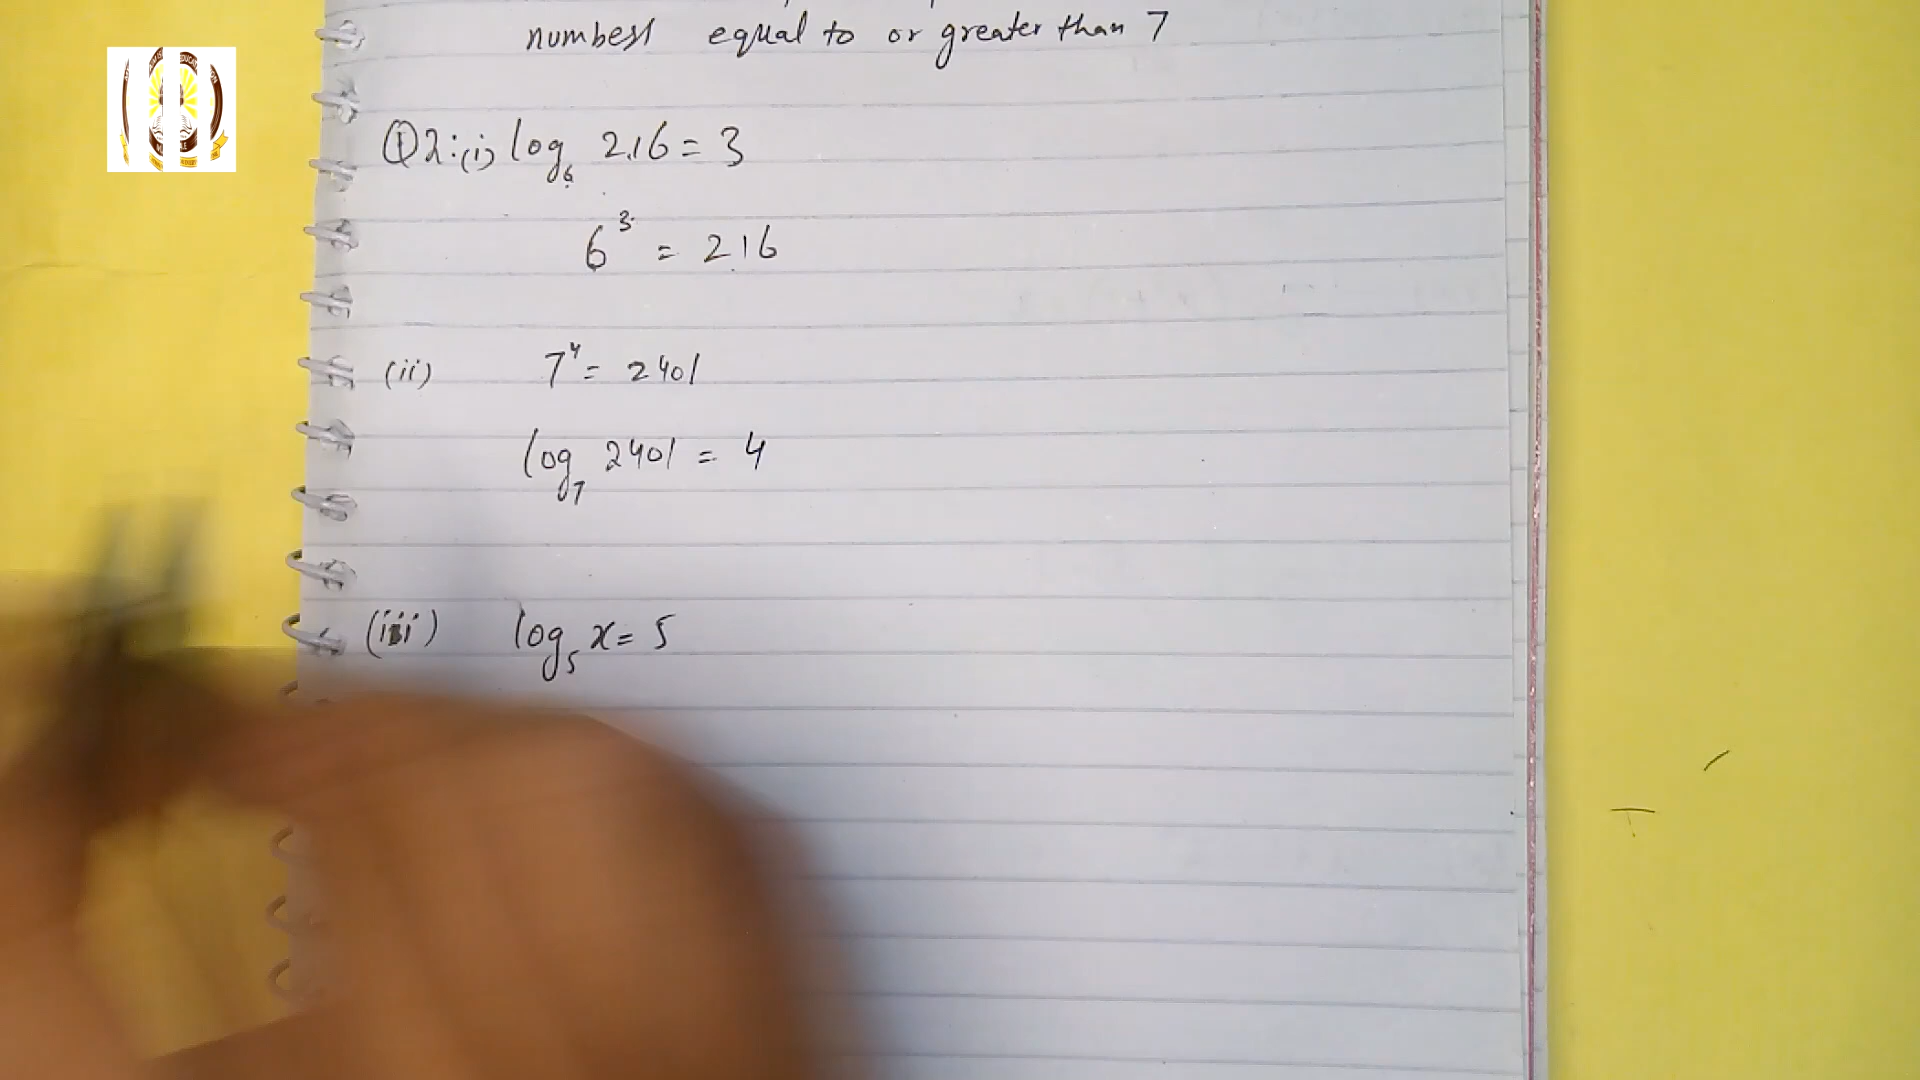 numbers equal to or greater than 7
Q2:(i) log₆ 216 = 3
6³ = 216
(ii) 7⁴ = 2401
log₇ 2401 = 4
(iii) log₅ x = 5